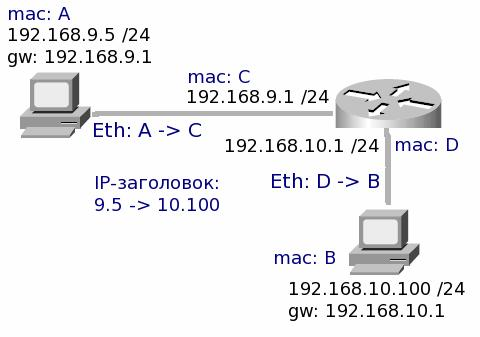 mac: A
192.168.9.5 /24
gw: 192.168.9.1
mac: C
192.168.9.1 /24
Eth: A -> C
192.168.10.1 /24
mac: D
IP-заголовок:
9.5 -> 10.100
Eth: D -> B
mac: B
192.168.10.100 /24
gw: 192.168.10.1